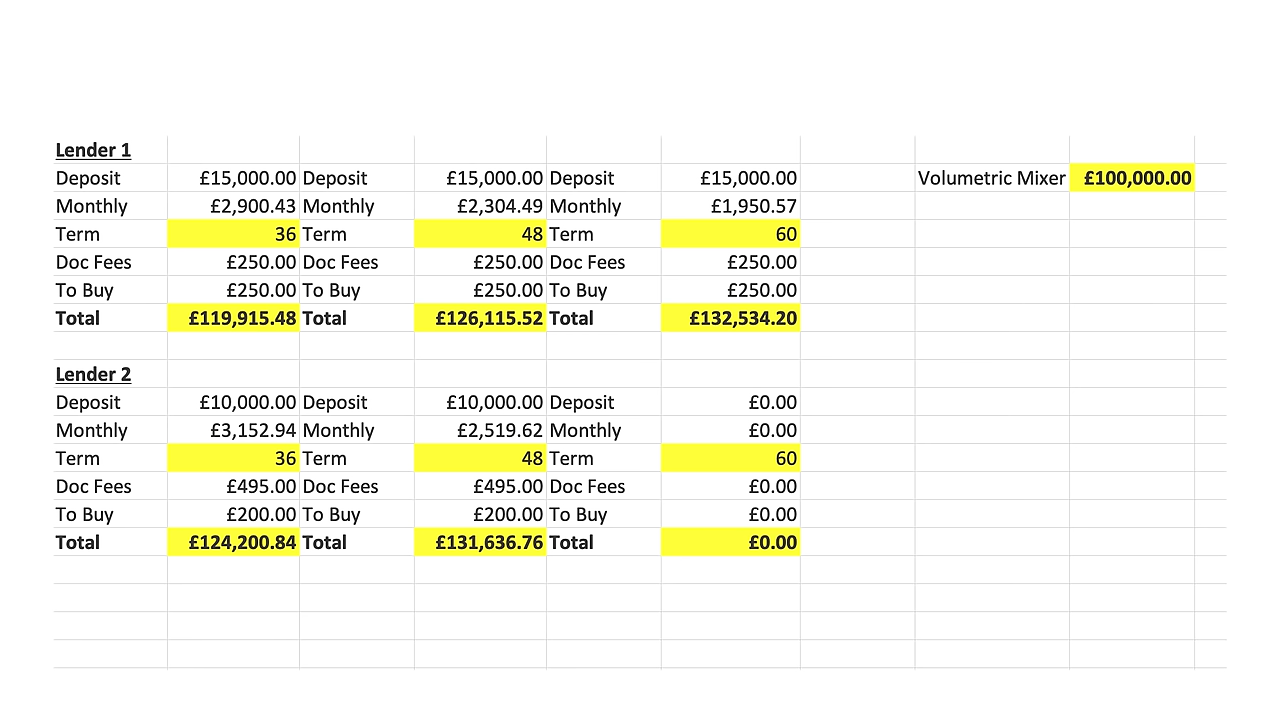 Lender 1
Deposit £15,000.00 Deposit £15,000.00 Deposit £15,000.00 Volumetric Mixer £100,000.00
Monthly £2,900.43 Monthly £2,304.49 Monthly £1,950.57
Term 36 Term 48 Term 60
Doc Fees £250.00 Doc Fees £250.00 Doc Fees £250.00
To Buy £250.00 To Buy £250.00 To Buy £250.00
Total £119,915.48 Total £126,115.52 Total £132,534.20
Lender 2
Deposit £10,000.00 Deposit £10,000.00 Deposit £0.00
Monthly £3,152.94 Monthly £2,519.62 Monthly £0.00
Term 36 Term 48 Term 60
Doc Fees £495.00 Doc Fees £495.00 Doc Fees £0.00
To Buy £200.00 To Buy £200.00 To Buy £0.00
Total £124,200.84 Total £131,636.76 Total £0.00